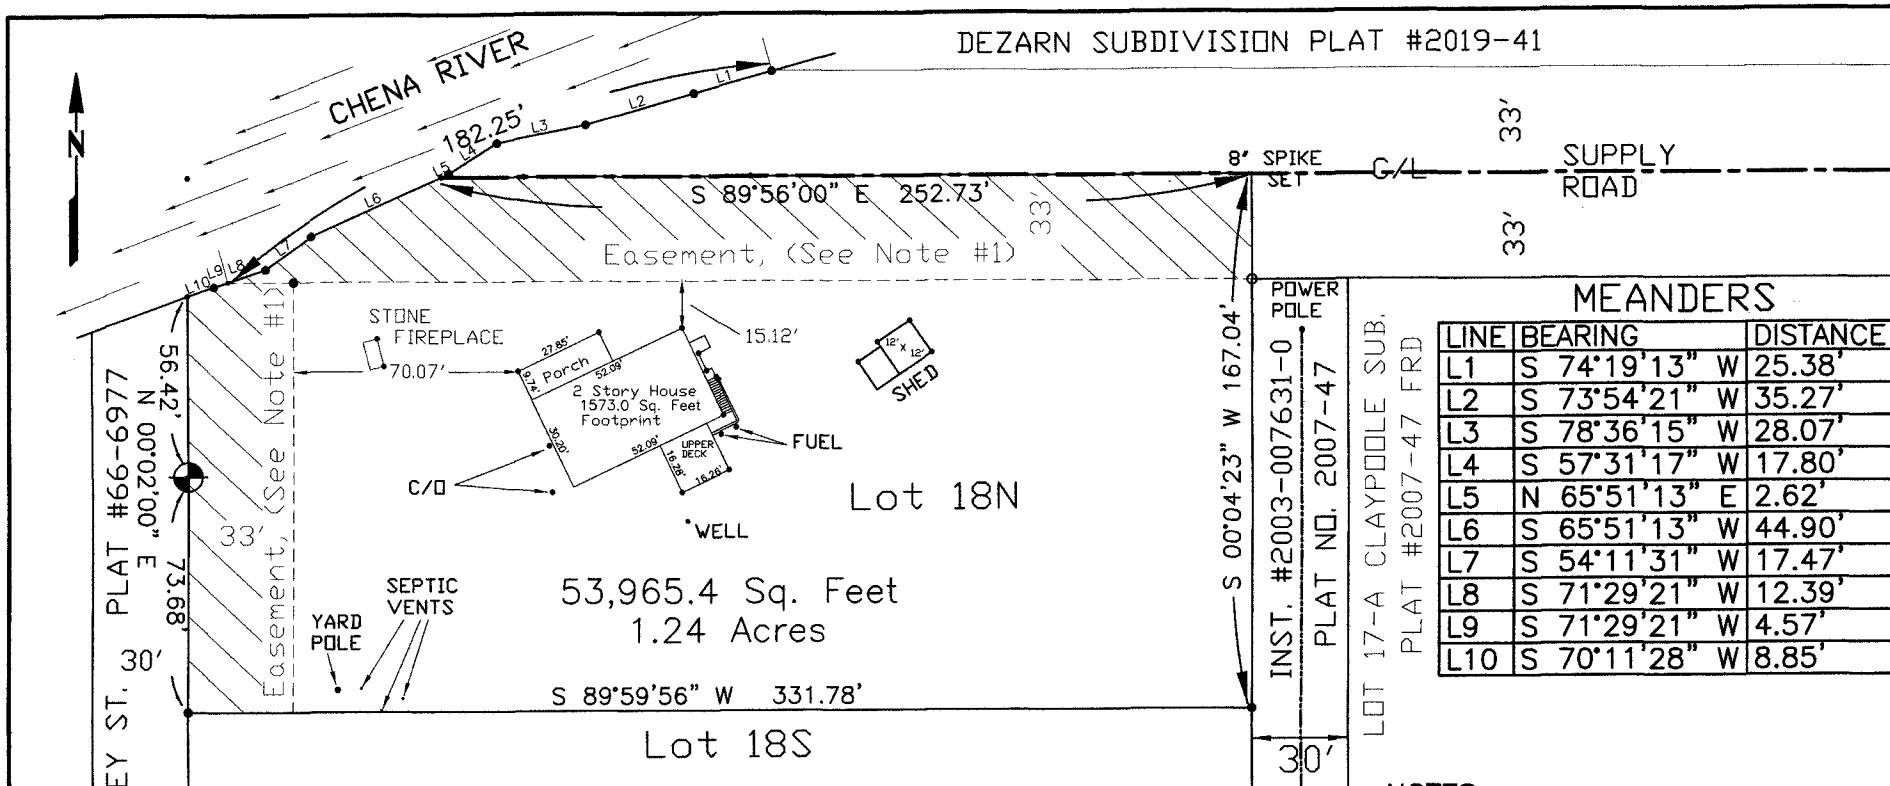 DEZARN SUBDIVISION PLAT #2019-41
CHENA RIVER
N
182.25'
L1
L2
L3
L4
L5
L6
L7
L8
L9
L10
33'
8" SPIKE
SET
C/L
SUPPLY
ROAD
33'
S 89°56'00" E 252.73'
33'
Easement, (See Note #1)
POWER
POLE
STONE
FIREPLACE
70.07'
15.12'
27.85'
Porch
9.74'
52.09'
2 Story House
1573.0 Sq. Feet
Footprint
30.20'
52.09'
UPPER
DECK
16.28'
16.26'
12' x 12'
SHED
FUEL
C/O
WELL
Lot 18N
53,965.4 Sq. Feet
1.24 Acres
SEPTIC
VENTS
YARD
POLE
S 89°59'56" W 331.78'
Lot 18S
56.42'
N 00°02'00" E
73.68'
33'
Easement, (See Note #1)
EY ST. PLAT #66-6977
30'
S 00°04'23" W 167.04'
INST. #2003-007631-0
PLAT NO. 2007-47
30'
LOT 17-A CLAYPOOLE SUB.
PLAT #2007-47 FRD
MEANDERS
LINE BEARING DISTANCE
L1 S 74°19'13" W 25.38'
L2 S 73°54'21" W 35.27'
L3 S 78°36'15" W 28.07'
L4 S 57°31'17" W 17.80'
L5 N 65°51'13" E 2.62'
L6 S 65°51'13" W 44.90'
L7 S 54°11'31" W 17.47'
L8 S 71°29'21" W 12.39'
L9 S 71°29'21" W 4.57'
L10 S 70°11'28" W 8.85'